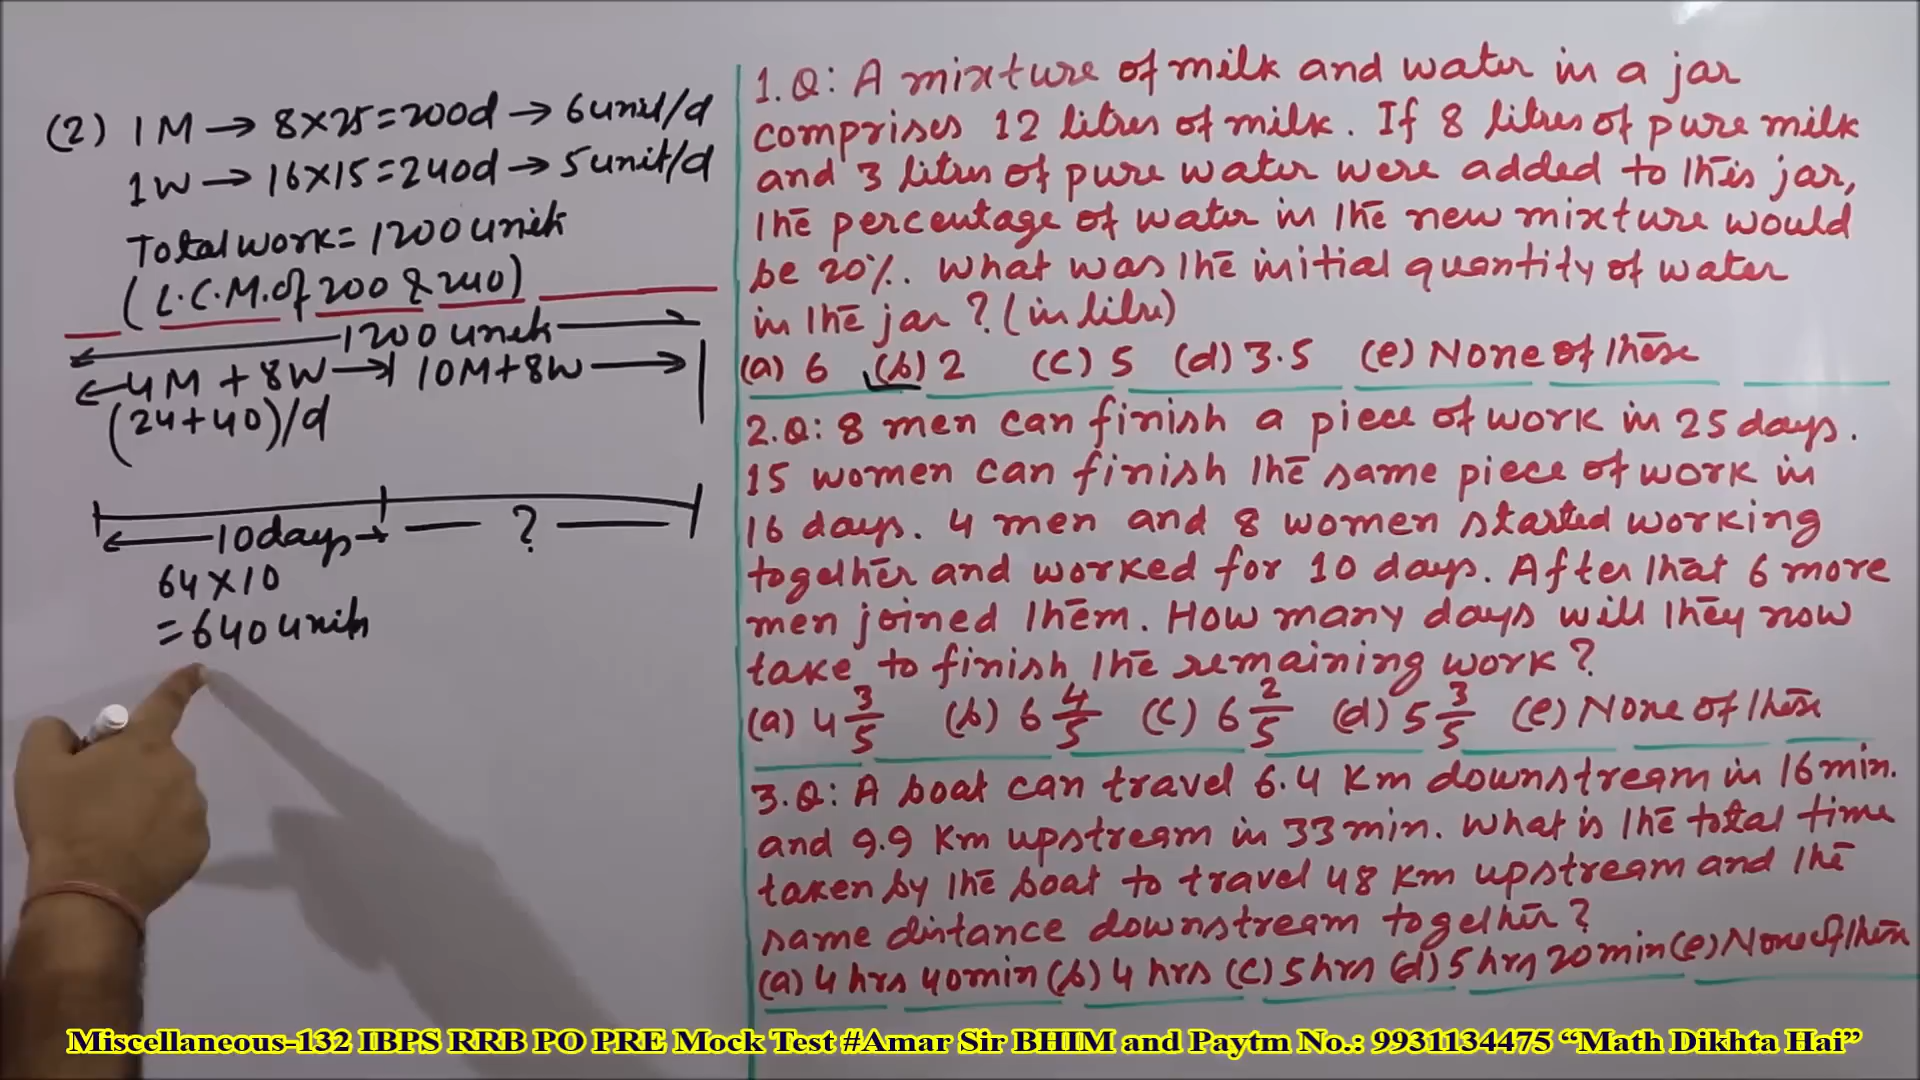 (2) 1M → 8×25=200d → 6unit/d
1W → 16×15=240d → 5unit/d
Total work = 1200 unit
(L.C.M. of 200 & 240)
1200 unit
4M + 8W → 10M+8W →
(24+40)/d
10days ?
64×10
=640 units
1.Q: A mixture of milk and water in a jar
comprises 12 litres of milk. If 8 litres of pure milk
and 3 litres of pure water were added to this jar,
the percentage of water in the new mixture would
be 20%. What was the initial quantity of water
in the jar? (in litre)
(a) 6 (b) 2 (c) 5 (d) 3.5 (e) None of these
2.Q: 8 men can finish a piece of work in 25 days.
15 women can finish the same piece of work in
16 days. 4 men and 8 women started working
together and worked for 10 days. After that 6 more
men joined them. How many days will they now
take to finish the remaining work?
(a) 4 3/5 (b) 6 4/5 (c) 6 2/5 (d) 5 3/5 (e) None of these
3.Q: A boat can travel 6.4 Km downstream in 16 min.
and 9.9 Km upstream in 33 min. What is the total time
taken by the boat to travel 48 Km upstream and the
same distance downstream together?
(a) 4 hrs 40 min (b) 4 hrs (c) 5 hrs (d) 5 hrs 20 min (e) None of these
Miscellaneous-132 IBPS RRB PO PRE Mock Test #Amar Sir BHIM and Paytm No.: 9931134475 “Math Dikhta Hai”